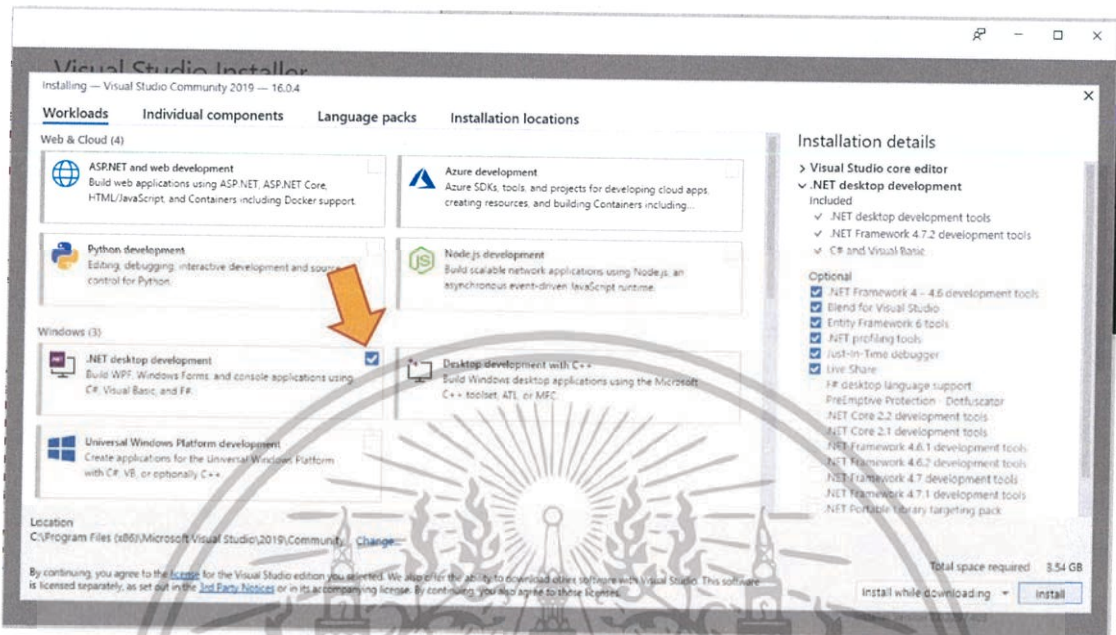 Visual Studio Installer
Installing — Visual Studio Community 2019 — 16.0.4
Workloads
Individual components
Language packs
Installation locations
Web & Cloud (4)
ASP.NET and web development
Build web applications using ASP.NET, ASP.NET Core,
HTML/JavaScript, and Containers including Docker support.
Azure development
Azure SDKs, tools, and projects for developing cloud apps,
creating resources, and building Containers including...
Python development
Editing, debugging, interactive development and source
control for Python.
Node.js development
Build scalable network applications using Node.js, an
asynchronous event-driven JavaScript runtime.
Windows (3)
.NET desktop development
Build WPF, Windows Forms, and console applications using
C#, Visual Basic, and F#.
Desktop development with C++
Build Windows desktop applications using the Microsoft
C++ toolset, ATL, or MFC.
Universal Windows Platform development
Create applications for the Universal Windows Platform
with C#, VB, or optionally C++.
Location
C:\Program Files (x86)\Microsoft Visual Studio\2019\Community
Change...
By continuing, you agree to the license for the Visual Studio edition you selected. We also offer the ability to download other software with Visual Studio. This software
is licensed separately, as set out in the 3rd Party Notices or in its accompanying license. By continuing, you also agree to those licenses.
Installation details
Visual Studio core editor
.NET desktop development
Included
.NET desktop development tools
.NET Framework 4.7.2 development tools
C# and Visual Basic
Optional
.NET Framework 4 – 4.6 development tools
Blend for Visual Studio
Entity Framework 6 tools
.NET profiling tools
Just-In-Time debugger
Live Share
F# desktop language support
PreEmptive Protection - Dotfuscator
.NET Core 2.2 development tools
.NET Core 2.1 development tools
.NET Framework 4.6.1 development tools
.NET Framework 4.6.2 development tools
.NET Framework 4.7 development tools
.NET Framework 4.7.1 development tools
.NET Portable Library targeting pack
Total space required 3.54 GB
Install while downloading
Install